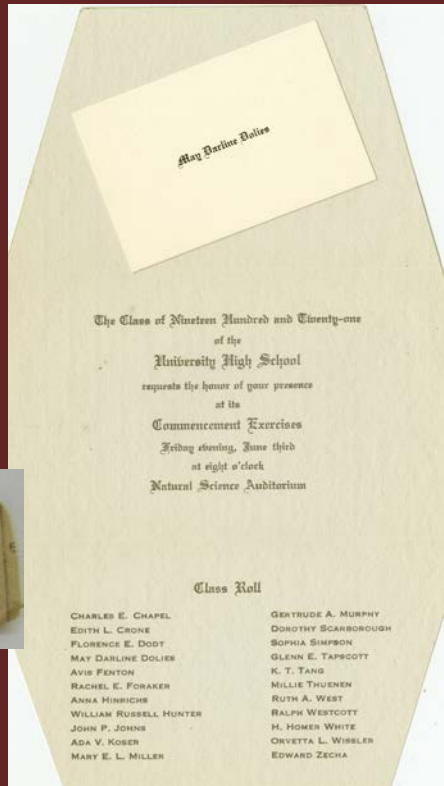 May Darline Dolies
The Class of Nineteen Hundred and Twenty-one
of the
University High School
requests the honor of your presence
at its
Commencement Exercises
Friday evening, June third
at eight o'clock
Natural Science Auditorium
Class Roll
CHARLES E. CHAPEL
EDITH L. CRONE
FLORENCE E. DODT
MAY DARLINE DOLIES
AVIS FENTON
RACHEL E. FORAKER
ANNA HINRICHS
WILLIAM RUSSELL HUNTER
JOHN P. JOHNS
ADA V. KOSER
MARY E. L. MILLER
GERTRUDE A. MURPHY
DOROTHY SCARBOROUGH
SOPHIA SIMPSON
GLENN E. TAPSCOTT
K. T. TANG
MILLIE THUENEN
RUTH A. WEST
RALPH WESTCOTT
H. HOMER WHITE
ORVETTA L. WISSLER
EDWARD ZECHA